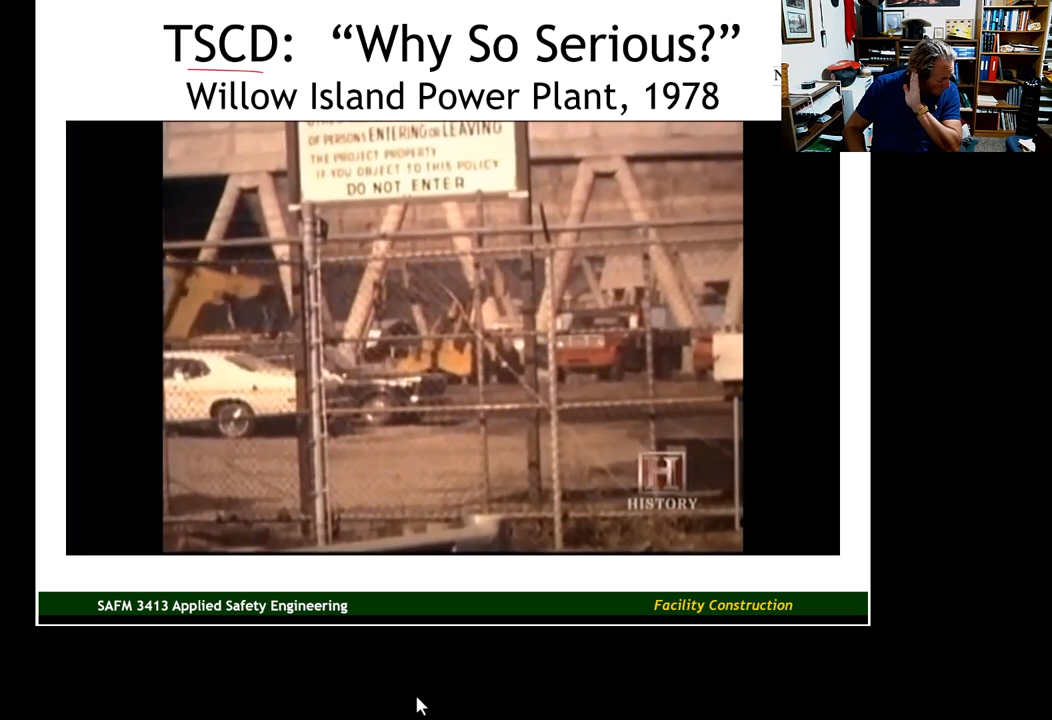 TSCD: “Why So Serious?”
Willow Island Power Plant, 1978
OF PERSONS ENTERING OR LEAVING
THE PROJECT PROPERTY
IF YOU OBJECT TO THIS POLICY
DO NOT ENTER
H
HISTORY
SAFM 3413 Applied Safety Engineering
Facility Construction